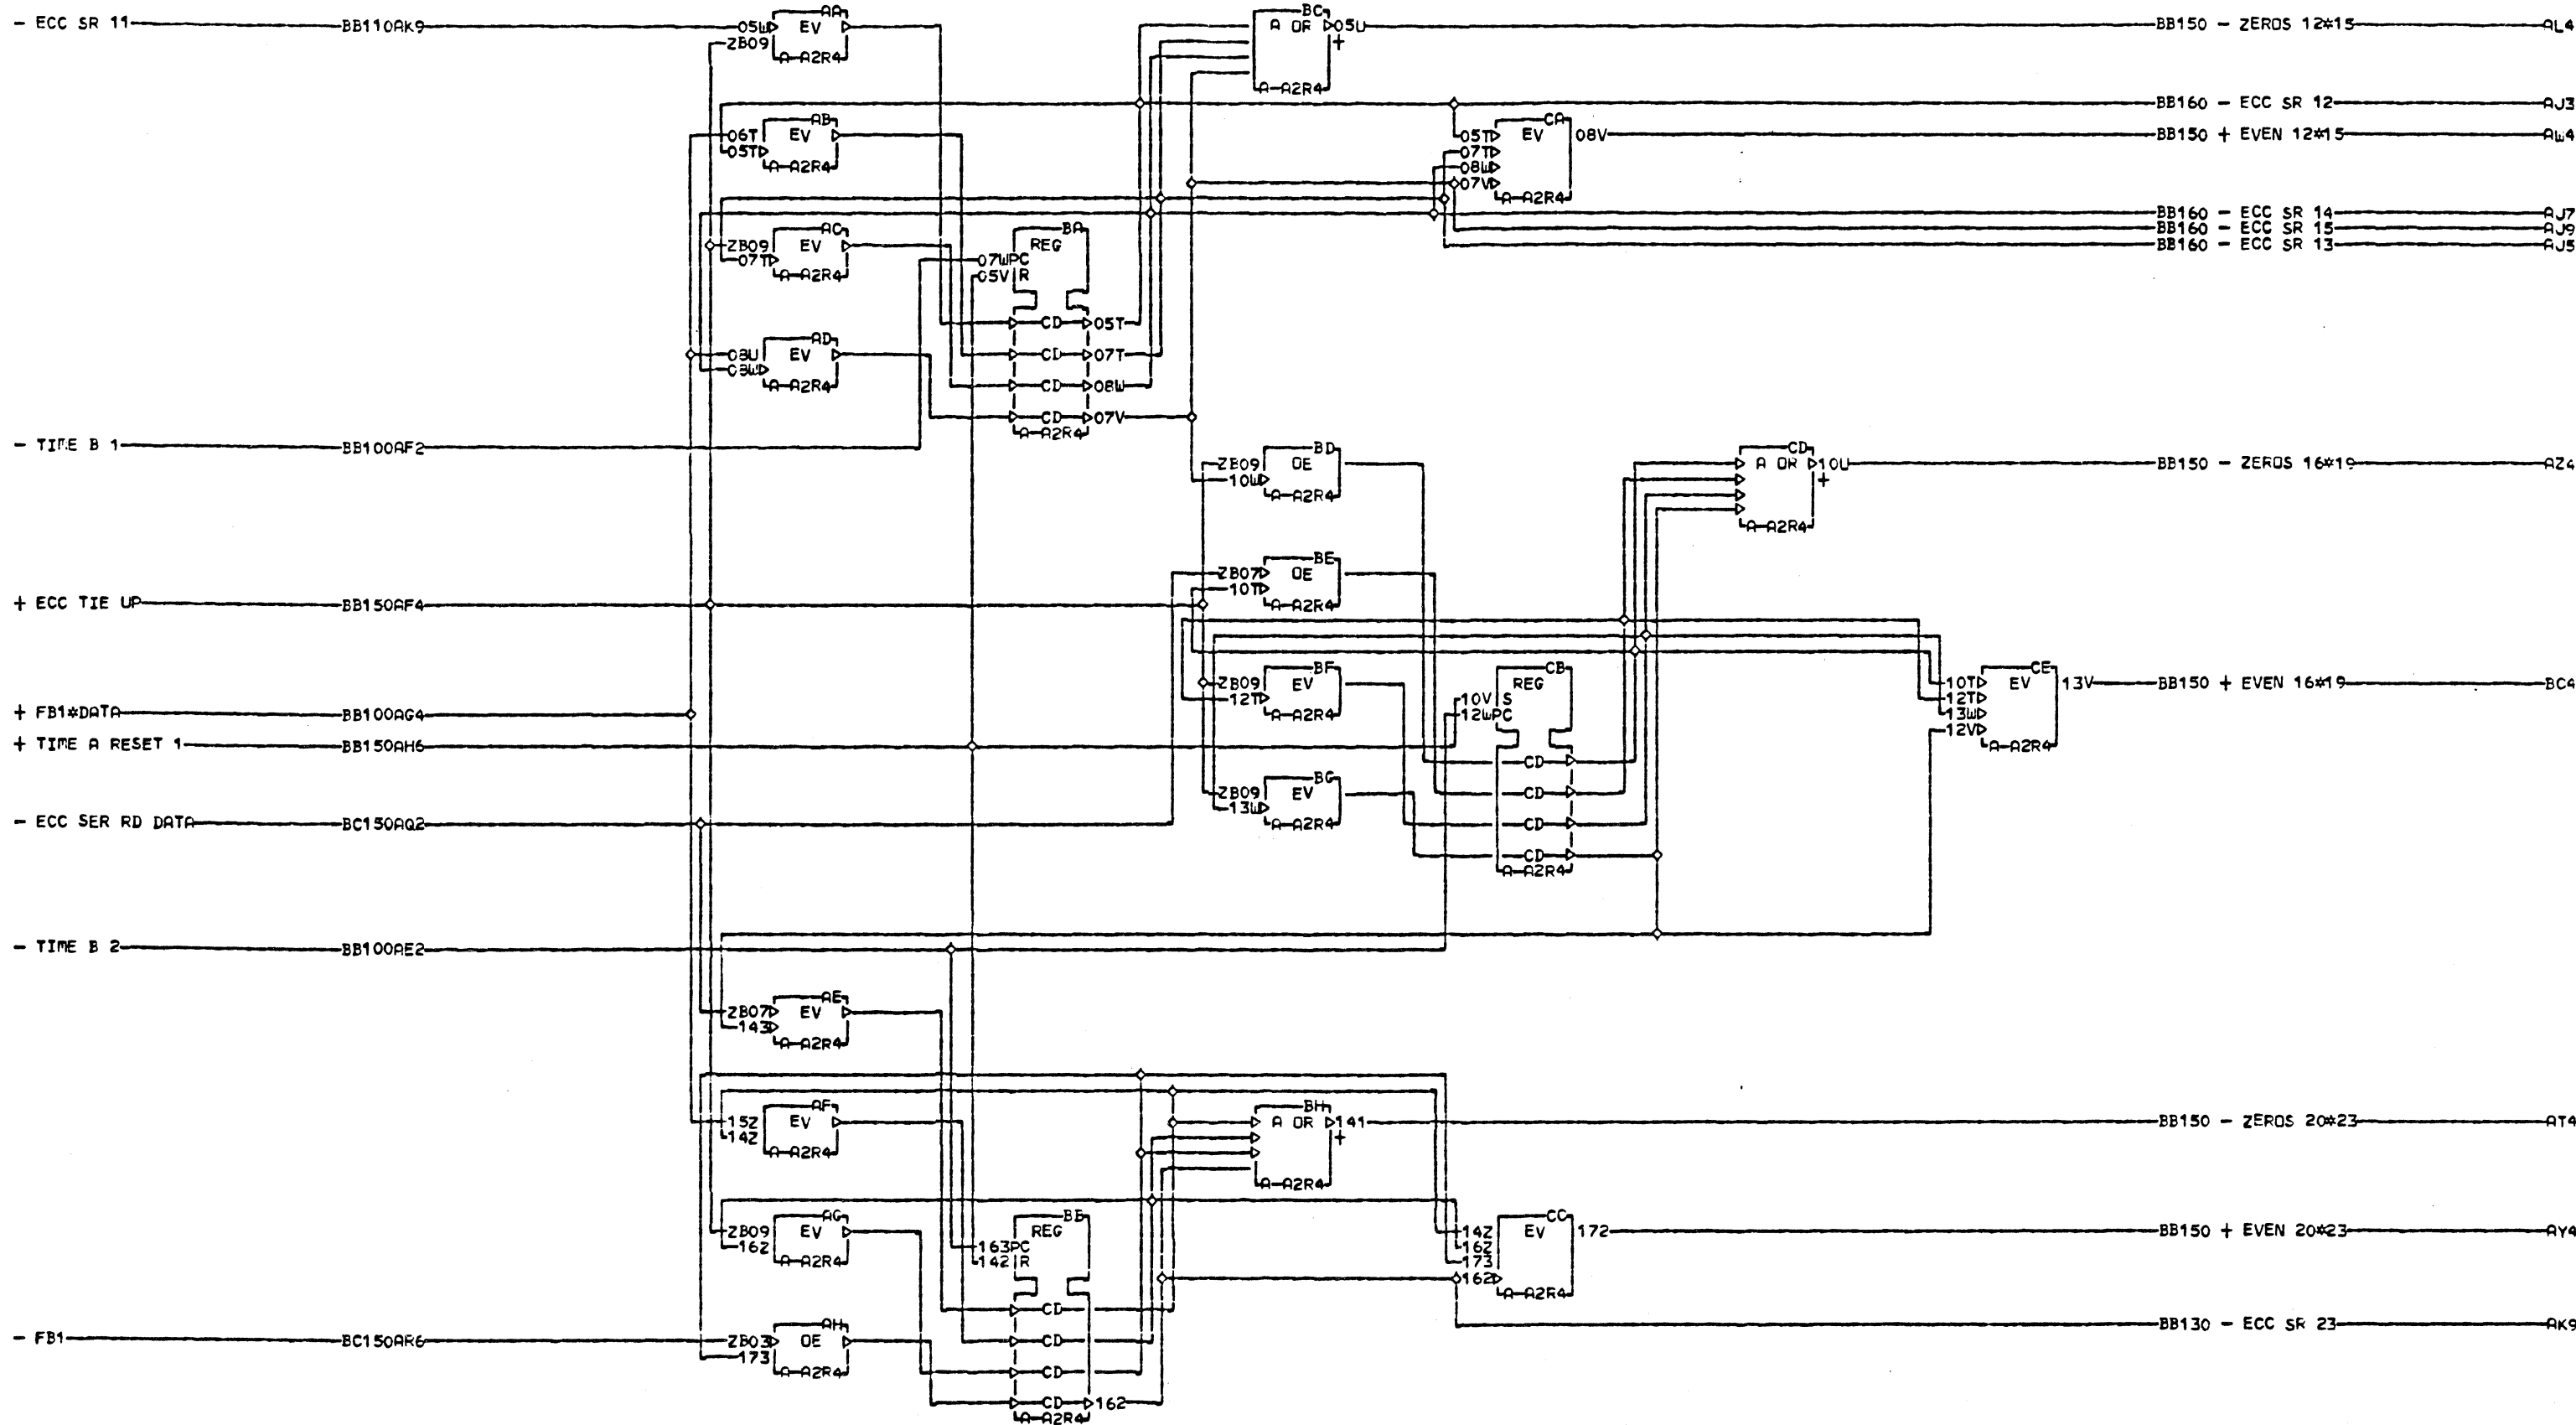 - ECC SR 11 BB110AK9 05W EV AA BC A OR 05U BB150 - ZEROS 12*15 AL4
ZB09 +
A-A2R4
A-A2R4
BB160 - ECC SR 12 AJ3
AB CA
06T EV 05T EV 08V BB150 + EVEN 12*15 AW4
05T 07T
A-A2R4 08W
07V
A-A2R4
BB160 - ECC SR 14 AJ7
AC BA BB160 - ECC SR 15 AJ9
ZB09 EV REG BB160 - ECC SR 13 AJ5
07T 07W PC
A-A2R4 05V R
CD 05T
AD
08U EV CD 07T
08W
A-A2R4 CD 08W
CD 07V
A-A2R4
- TIME B 1 BB100AF2 BD CD
ZB09 OE A OR 10U BB150 - ZEROS 16*19 AZ4
10W +
A-A2R4
A-A2R4
BE
ZB07 OE
10T
+ ECC TIE UP BB150AF4 A-A2R4
BF CB CE
ZB09 EV REG 10T EV 13V BB150 + EVEN 16*19 BC4
12T 10V S 12T
+ FB1*DATA BB100AG4 A-A2R4 12W PC 13W
12V
+ TIME A RESET 1 BB150AH6 A-A2R4
CD
BG
ZB09 EV CD
13W
- ECC SER RD DATA BC150AQ2 A-A2R4 CD
CD
A-A2R4
- TIME B 2 BB100AE2
AE
ZB07 EV
143
A-A2R4
AF BH
15Z EV A OR 141 BB150 - ZEROS 20*23 AT4
14Z +
A-A2R4
A-A2R4
AG BB CC
ZB09 EV REG 14Z EV 172 BB150 + EVEN 20*23 AY4
16Z 163 PC 16Z
A-A2R4 142 R 173
162
A-A2R4
CD
AH BB130 - ECC SR 23 AK9
- FB1 BC150AR6 ZB03 OE CD
173
A-A2R4 CD
CD 162
A-A2R4